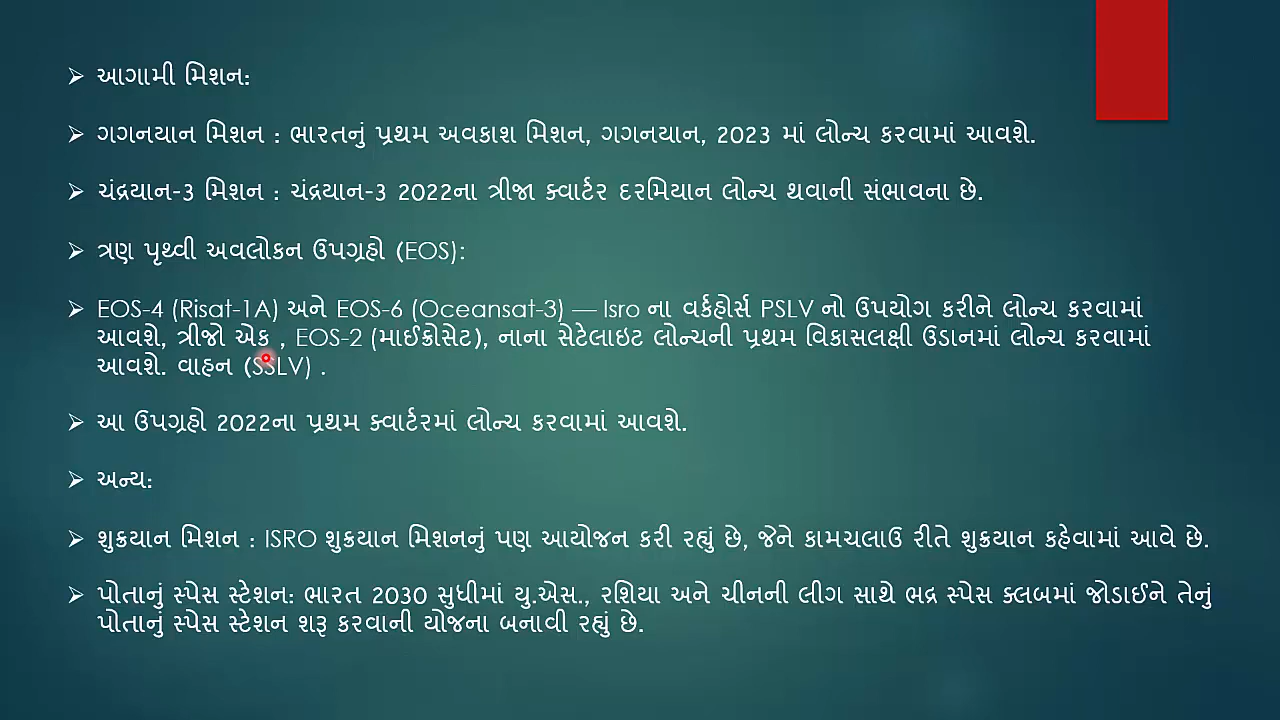 આગામી મિશન:
ગગનયાન મિશન : ભારતનું પ્રથમ અવકાશ મિશન, ગગનયાન, 2023 માં લોન્ચ કરવામાં આવશે.
ચંદ્રયાન-૩ મિશન : ચંદ્રયાન-૩ 2022ના ત્રીજા ક્વાર્ટર દરમિયાન લોન્ચ થવાની સંભાવના છે.
ત્રણ પૃથ્વી અવલોકન ઉપગ્રહો (EOS):
EOS-4 (Risat-1A) અને EOS-6 (Oceansat-3) — Isro ના વર્કહોર્સ PSLV નો ઉપયોગ કરીને લોન્ચ કરવામાં
આવશે, ત્રીજો એક , EOS-2 (માઈક્રોસેટ), નાના સેટેલાઇટ લોન્ચની પ્રથમ વિકાસલક્ષી ઉડાનમાં લોન્ચ કરવામાં
આવશે. વાહન (SSLV) .
આ ઉપગ્રહો 2022ના પ્રથમ ક્વાર્ટરમાં લોન્ચ કરવામાં આવશે.
અન્ય:
શુક્રયાન મિશન : ISRO શુક્રયાન મિશનનું પણ આયોજન કરી રહ્યું છે, જેને કામચલાઉ રીતે શુક્રયાન કહેવામાં આવે છે.
પોતાનું સ્પેસ સ્ટેશન: ભારત 2030 સુધીમાં યુ.એસ., રશિયા અને ચીનની લીગ સાથે ભદ્ર સ્પેસ ક્લબમાં જોડાઈને તેનું
પોતાનું સ્પેસ સ્ટેશન શરૂ કરવાની યોજના બનાવી રહ્યું છે.